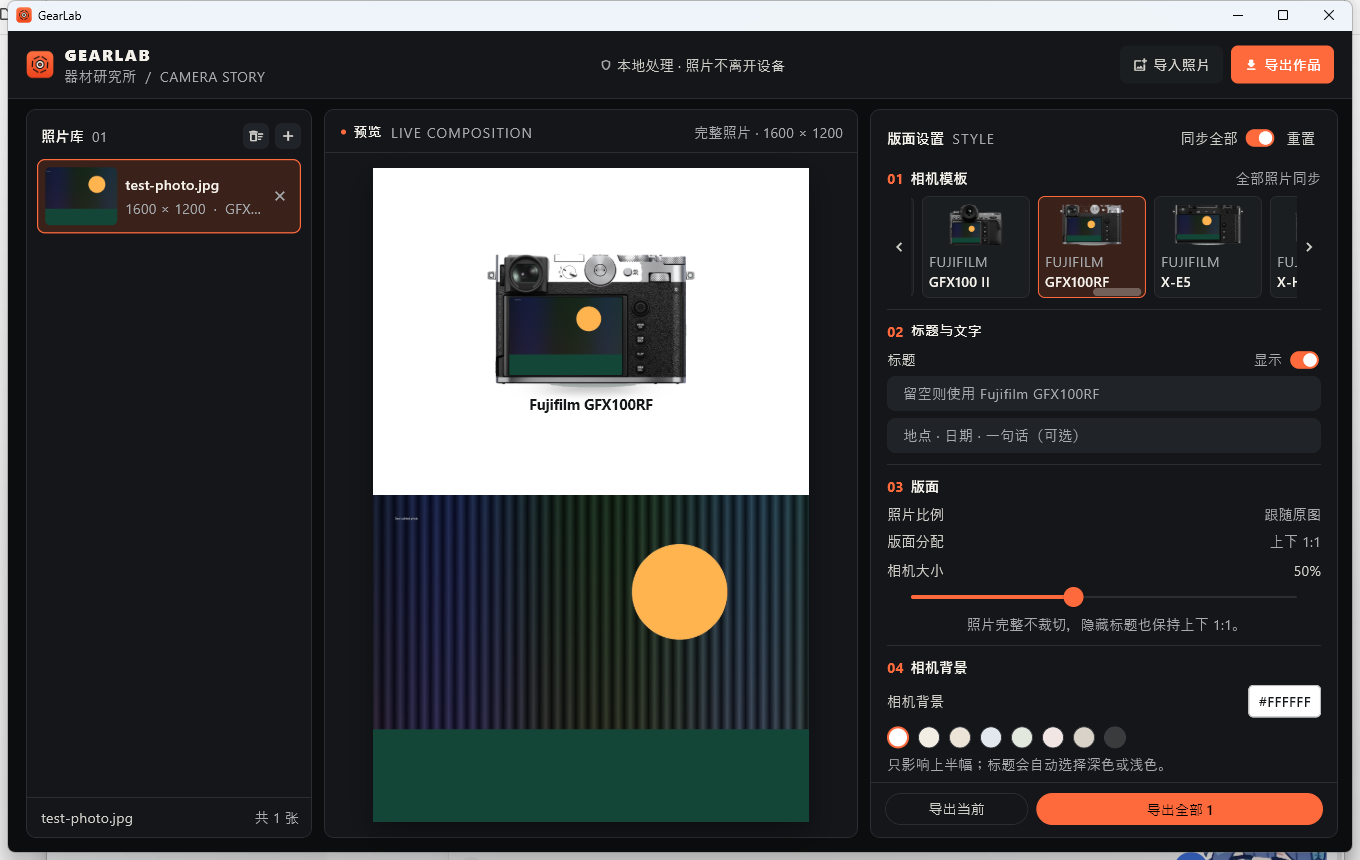 GearLab
GEARLAB
器材研究所 / CAMERA STORY
本地处理 · 照片不离开设备
导入照片
导出作品
照片库 01
test-photo.jpg
1600 × 1200 · GFX...
test-photo.jpg
共 1 张
预览 LIVE COMPOSITION
完整照片 · 1600 × 1200
Fujifilm GFX100RF
版面设置 STYLE
同步全部
重置
01 相机模板
全部照片同步
FUJIFILM
GFX100 II
FUJIFILM
GFX100RF
FUJIFILM
X-E5
02 标题与文字
标题
显示
留空则使用 Fujifilm GFX100RF
地点 · 日期 · 一句话（可选）
03 版面
照片比例
跟随原图
版面分配
上下 1:1
相机大小
50%
照片完整不裁切，隐藏标题也保持上下 1:1。
04 相机背景
相机背景
#FFFFFF
只影响上半幅；标题会自动选择深色或浅色。
导出当前
导出全部 1